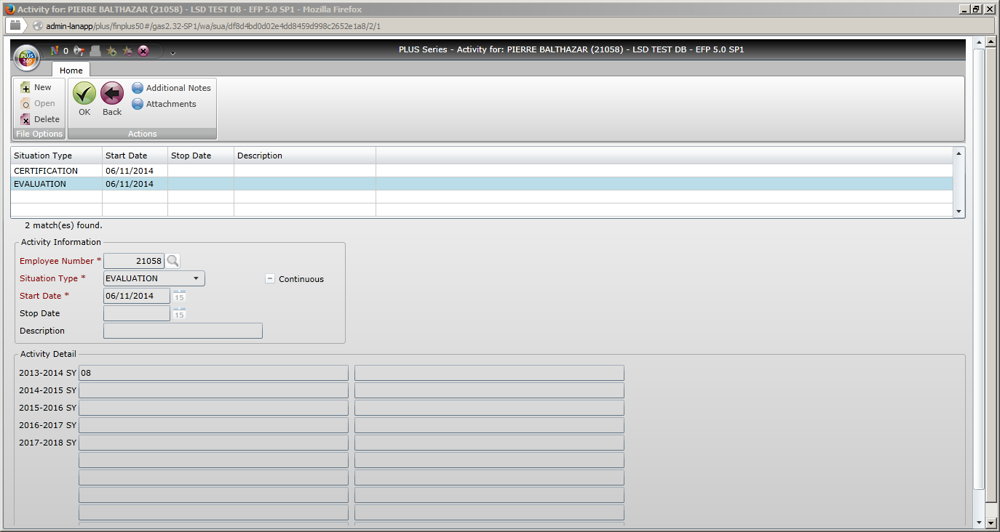 Activity for: PIERRE BALTHAZAR (21058) - LSD TEST DB - EFP 5.0 SP1 - Mozilla Firefox
admin-lanapp/plus/finplus50#/gas2.32-SP1/wa/sua/df8d4bd0d02e4dd8459d998c2652e1a8/2/1
PLUS 360 N 0 PLUS Series - Activity for: PIERRE BALTHAZAR (21058) - LSD TEST DB - EFP 5.0 SP1
Home
New
Open
Delete
File Options
OK
Back
Additional Notes
Attachments
Actions
Situation Type Start Date Stop Date Description
CERTIFICATION 06/11/2014
EVALUATION 06/11/2014
2 match(es) found.
Activity Information
Employee Number * 21058
Situation Type * EVALUATION Continuous
Start Date * 06/11/2014 15
Stop Date 15
Description
Activity Detail
2013-2014 SY 08
2014-2015 SY
2015-2016 SY
2016-2017 SY
2017-2018 SY